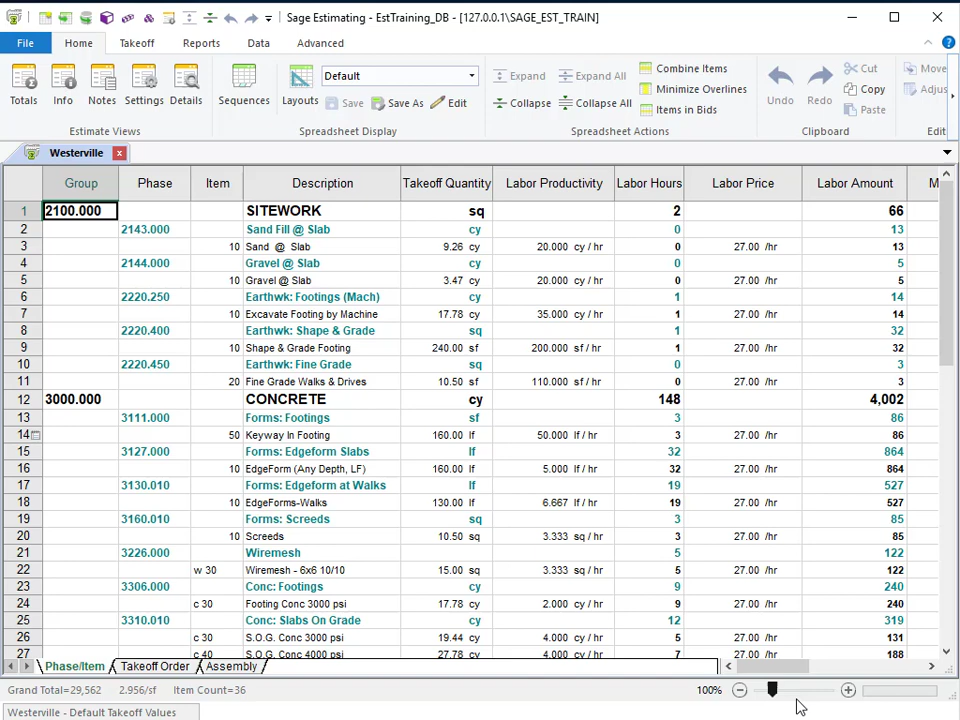 Sage Estimating - EstTraining_DB - [127.0.0.1\SAGE_EST_TRAIN]
File Home Takeoff Reports Data Advanced
Totals Info Notes Settings Details Sequences Layouts Default
Save Save As Edit
Expand Expand All
Collapse Collapse All
Combine Items
Minimize Overlines
Items in Bids
Undo Redo
Cut
Copy
Paste
Move
Adjus
Estimate Views Spreadsheet Display Spreadsheet Actions Clipboard Edit
Westerville
Group Phase Item Description Takeoff Quantity Labor Productivity Labor Hours Labor Price Labor Amount M
1 2100.000 SITEWORK sq 2 66
2 2143.000 Sand Fill @ Slab cy 0 13
3 10 Sand @ Slab 9.26 cy 20.000 cy / hr 0 27.00 /hr 13
4 2144.000 Gravel @ Slab cy 0 5
5 10 Gravel @ Slab 3.47 cy 20.000 cy / hr 0 27.00 /hr 5
6 2220.250 Earthwk: Footings (Mach) cy 1 14
7 10 Excavate Footing by Machine 17.78 cy 35.000 cy / hr 1 27.00 /hr 14
8 2220.400 Earthwk: Shape & Grade sq 1 32
9 10 Shape & Grade Footing 240.00 sf 200.000 sf / hr 1 27.00 /hr 32
10 2220.450 Earthwk: Fine Grade sq 0 3
11 20 Fine Grade Walks & Drives 10.50 sf 110.000 sf / hr 0 27.00 /hr 3
12 3000.000 CONCRETE cy 148 4,002
13 3111.000 Forms: Footings sf 3 86
14 50 Keyway In Footing 160.00 lf 50.000 lf / hr 3 27.00 /hr 86
15 3127.000 Forms: Edgeform Slabs lf 32 864
16 10 EdgeForm (Any Depth, LF) 160.00 lf 5.000 lf / hr 32 27.00 /hr 864
17 3130.010 Forms: Edgeform at Walks lf 19 527
18 10 EdgeForms-Walks 130.00 lf 6.667 lf / hr 19 27.00 /hr 527
19 3160.010 Forms: Screeds sq 3 85
20 10 Screeds 10.50 sq 3.333 sq / hr 3 27.00 /hr 85
21 3226.000 Wiremesh 5 122
22 w 30 Wiremesh - 6x6 10/10 15.00 sq 3.333 sq / hr 5 27.00 /hr 122
23 3306.000 Conc: Footings cy 9 240
24 c 30 Footing Conc 3000 psi 17.78 cy 2.000 cy / hr 9 27.00 /hr 240
25 3310.010 Conc: Slabs On Grade cy 12 319
26 c 30 S.O.G. Conc 3000 psi 19.44 cy 4.000 cy / hr 5 27.00 /hr 131
27 c 40 S.O.G. Conc 4000 psi 27.78 cy 4.000 cy / hr 7 27.00 /hr 188
Phase/Item Takeoff Order Assembly
Grand Total=29,562 2.956/sf Item Count=36 100%
Westerville - Default Takeoff Values